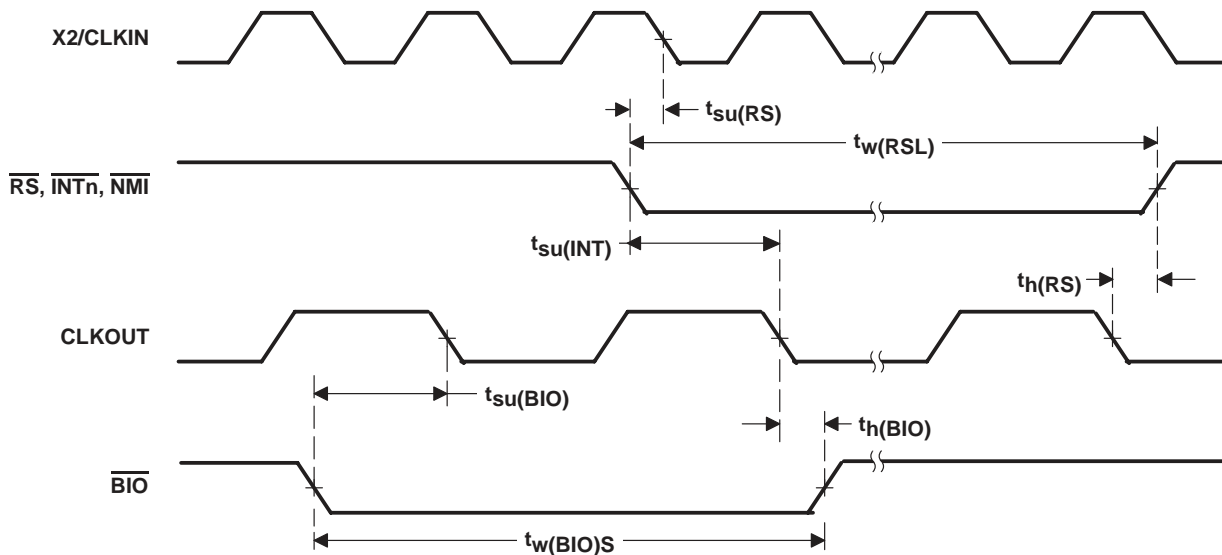 X2/CLKIN
tsu(RS)
tw(RSL)
RS, INTn, NMI
tsu(INT)
th(RS)
CLKOUT
tsu(BIO)
th(BIO)
BIO
tw(BIO)S